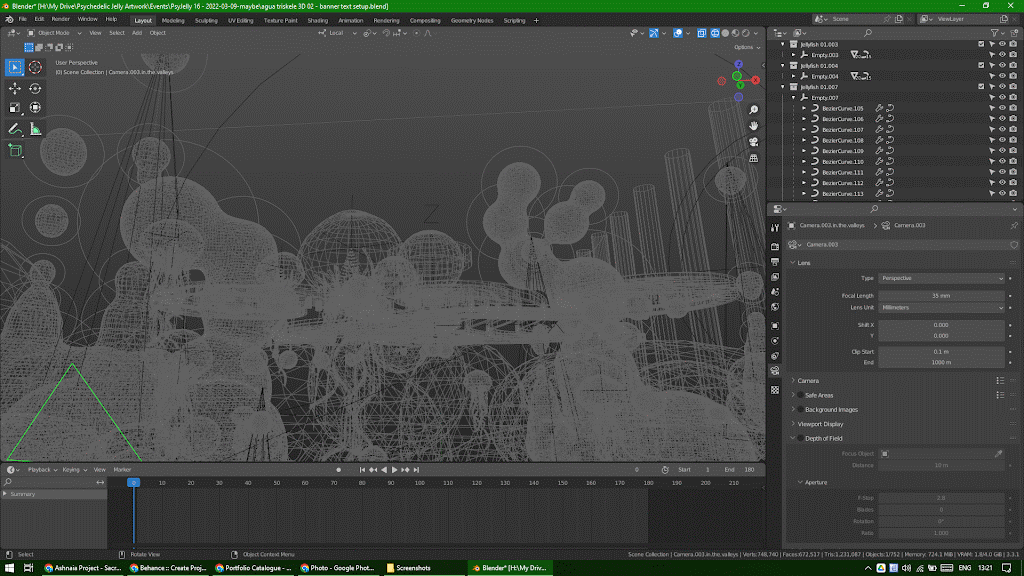 Blender* [H:\My Drive\Psychedelic Jelly Artwork\Events\PsyJelly 16 - 2022-03-09-maybe\agua triskele 3D 02 - banner text setup.blend]
File Edit Render Window Help Layout Modeling Sculpting UV Editing Texture Paint Shading Animation Rendering Compositing Geometry Nodes Scripting + Scene ViewLayer
Object Mode View Select Add Object Local
Options
User Perspective
(0) Scene Collection | Camera.003.in.the.valleys
Z
Jellyfish 01.003
Empty.003
Jellyfish 01.004
Empty.004
Jellyfish 01.007
Empty.007
BezierCurve.105
BezierCurve.106
BezierCurve.107
BezierCurve.108
BezierCurve.109
BezierCurve.110
BezierCurve.111
BezierCurve.112
BezierCurve.113
Camera.003.in.the.valleys > Camera.003
Camera.003
Lens
Type Perspective
Focal Length 35 mm
Lens Unit Millimeters
Shift X 0.000
Y 0.000
Clip Start 0.1 m
End 1000 m
Camera
Safe Areas
Background Images
Viewport Display
Depth of Field
Focus Object
Distance 10 m
Aperture
F-Stop 2.8
Blades 0
Rotation 0°
Ratio 1.000
Playback Keying View Marker 0 Start 1 End 180
0 10 20 30 40 50 60 70 80 90 100 110 120 130 140 150 160 170 180 190 200 210
Summary
Select Rotate View Object Context Menu Scene Collection | Camera.003.in.the.valleys | Verts:748,740 | Faces:672,517 | Tris:1,231,087 | Objects:1/752 | Memory: 724.1 MiB | VRAM: 1.8/4.0 GiB | 3.3.1
Ashnaia Project - Sacr... Behance :: Create Proj... Portfolio Catalogue - ... Photo - Google Phot... Screenshots Blender* [H:\My Driv... ENG 13:21